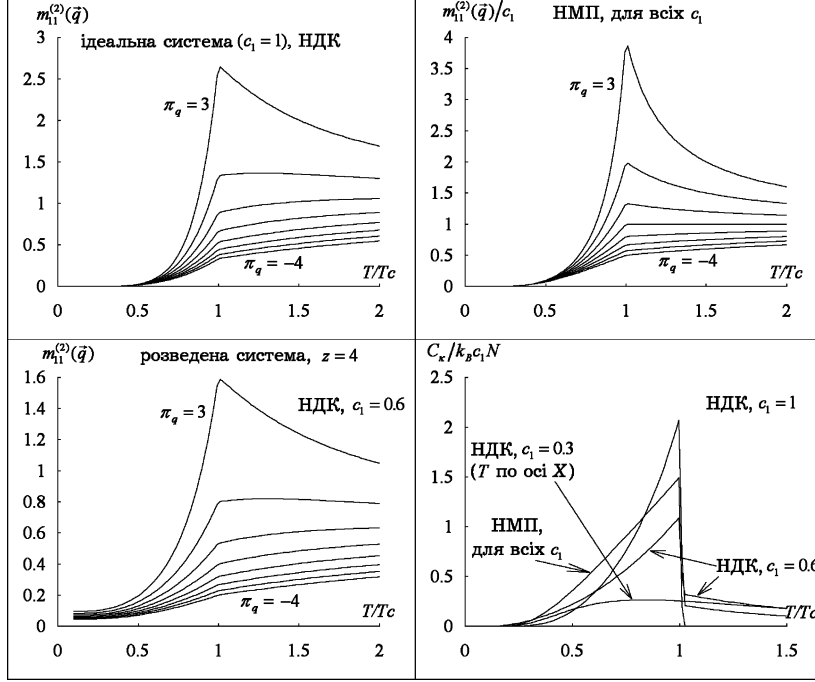 m₁₁⁽²⁾(q⃗)
ідеальна система (c₁ = 1), НДК
3
2.5
2
1.5
1
0.5
0
π_q = 3
π_q = −4
T/Tc
0 0.5 1 1.5 2
m₁₁⁽²⁾(q⃗)/c₁
НМП, для всіх c₁
4
3.5
3
2.5
2
1.5
1
0.5
0
π_q = 3
π_q = −4
T/Tc
0 0.5 1 1.5 2
m₁₁⁽²⁾(q⃗)
розведена система, z = 4
1.6
1.4
1.2
1
0.8
0.6
0.4
0.2
0
π_q = 3
НДК, c₁ = 0.6
π_q = −4
T/Tc
0 0.5 1 1.5 2
C_к/k_B c₁N
2.5
2
1.5
1
0.5
0
НДК, c₁ = 1
НДК, c₁ = 0.3
(T по осі X)
НМП,
для всіх c₁
НДК, c₁ = 0.6
T/Tc
0 0.5 1 1.5